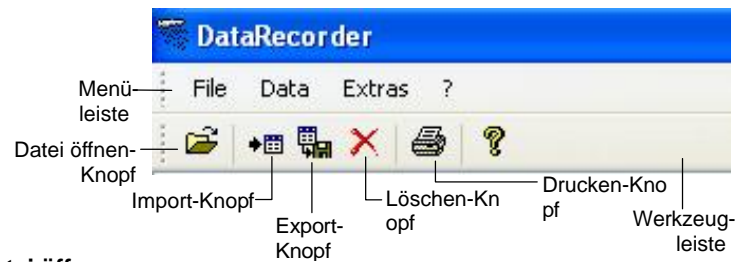 DataRecorder
Menü-
leiste
File Data Extras ?
Datei öffnen-
Knopf
Import-Knopf
Export-
Knopf
Löschen-Kn
opf
Drucken-Kno
pf
Werkzeug-
leiste